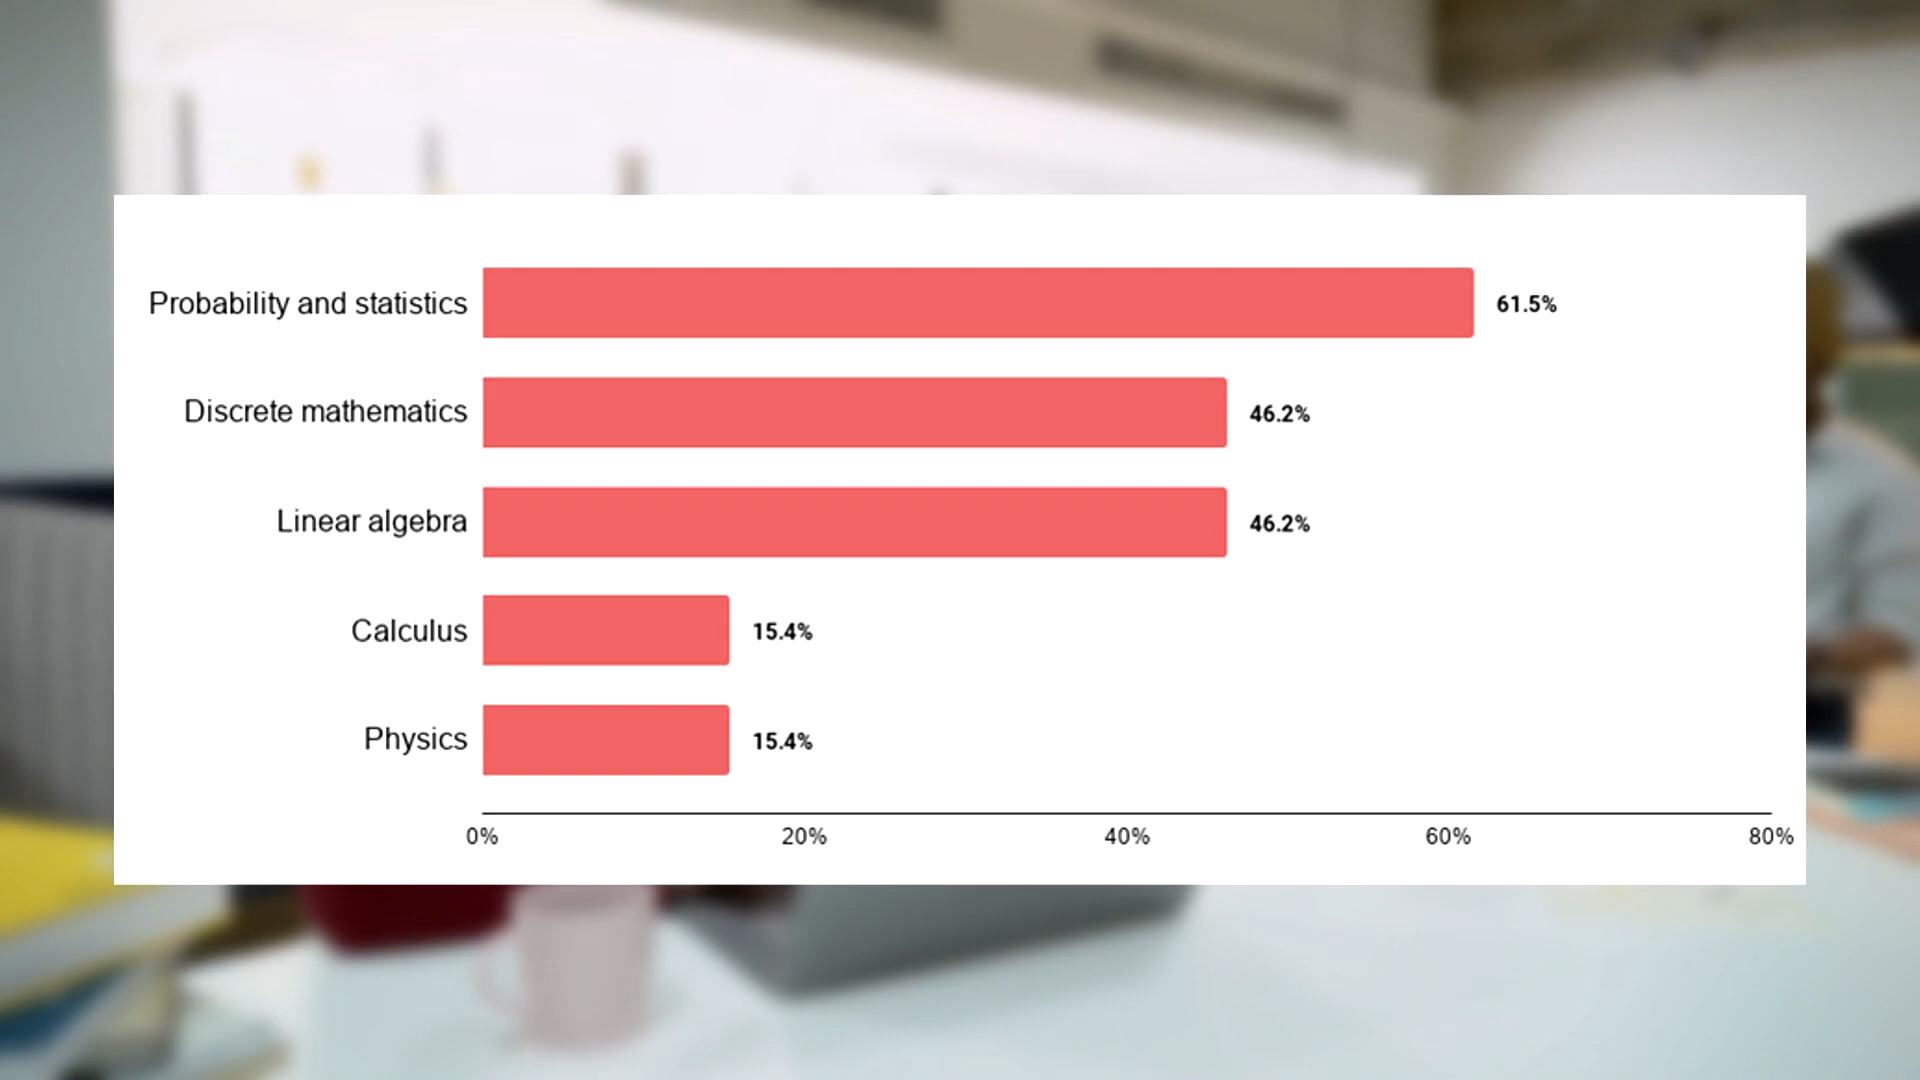 Probability and statistics 61.5%
Discrete mathematics 46.2%
Linear algebra 46.2%
Calculus 15.4%
Physics 15.4%
0% 20% 40% 60% 80%